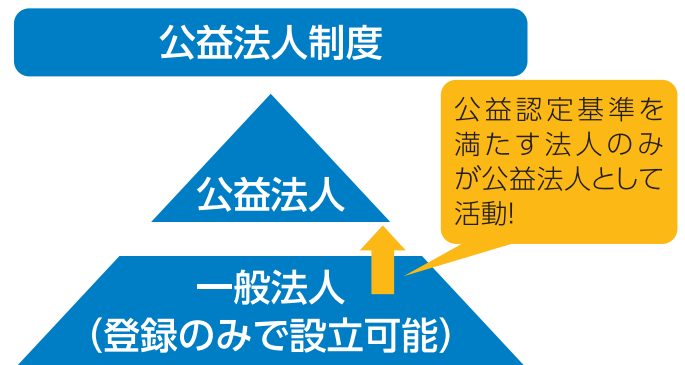 公益法人制度
公益認定基準を
満たす法人のみ
が公益法人として
活動!
公益法人
一般法人
（登録のみで設立可能）